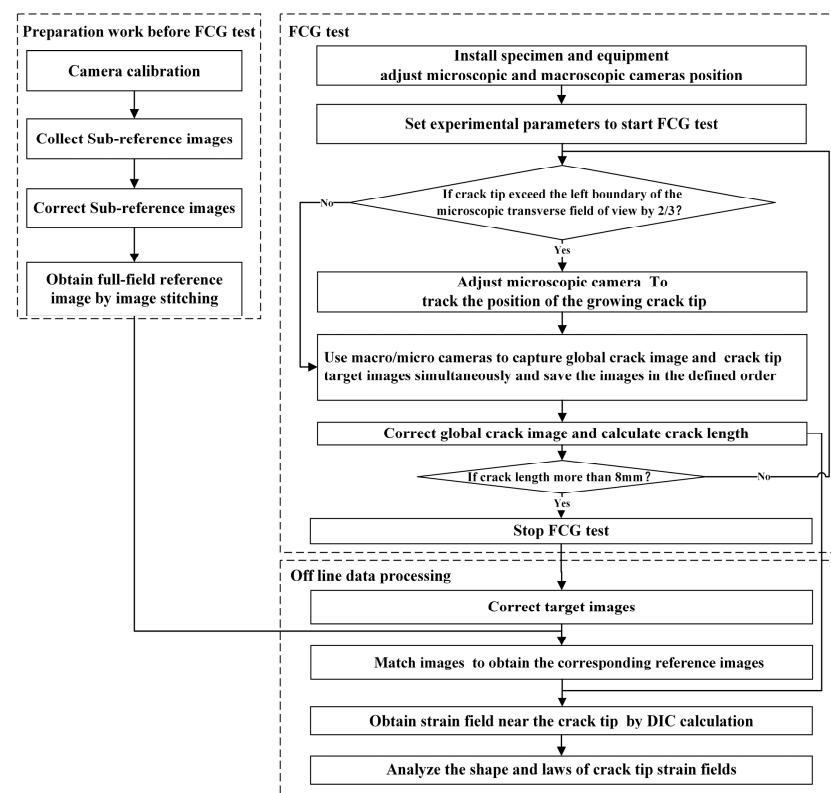 Preparation work before FCG test
Camera calibration
Collect Sub-reference images
Correct Sub-reference images
Obtain full-field reference
image by image stitching
FCG test
Install specimen and equipment
adjust microscopic and macroscopic cameras position
Set experimental parameters to start FCG test
If crack tip exceed the left boundary of the
microscopic transverse field of view by 2/3?
No
Yes
Adjust microscopic camera To
track the position of the growing crack tip
Use macro/micro cameras to capture global crack image and crack tip
target images simultaneously and save the images in the defined order
Correct global crack image and calculate crack length
If crack length more than 8mm?
No
Yes
Stop FCG test
Off line data processing
Correct target images
Match images to obtain the corresponding reference images
Obtain strain field near the crack tip by DIC calculation
Analyze the shape and laws of crack tip strain fields